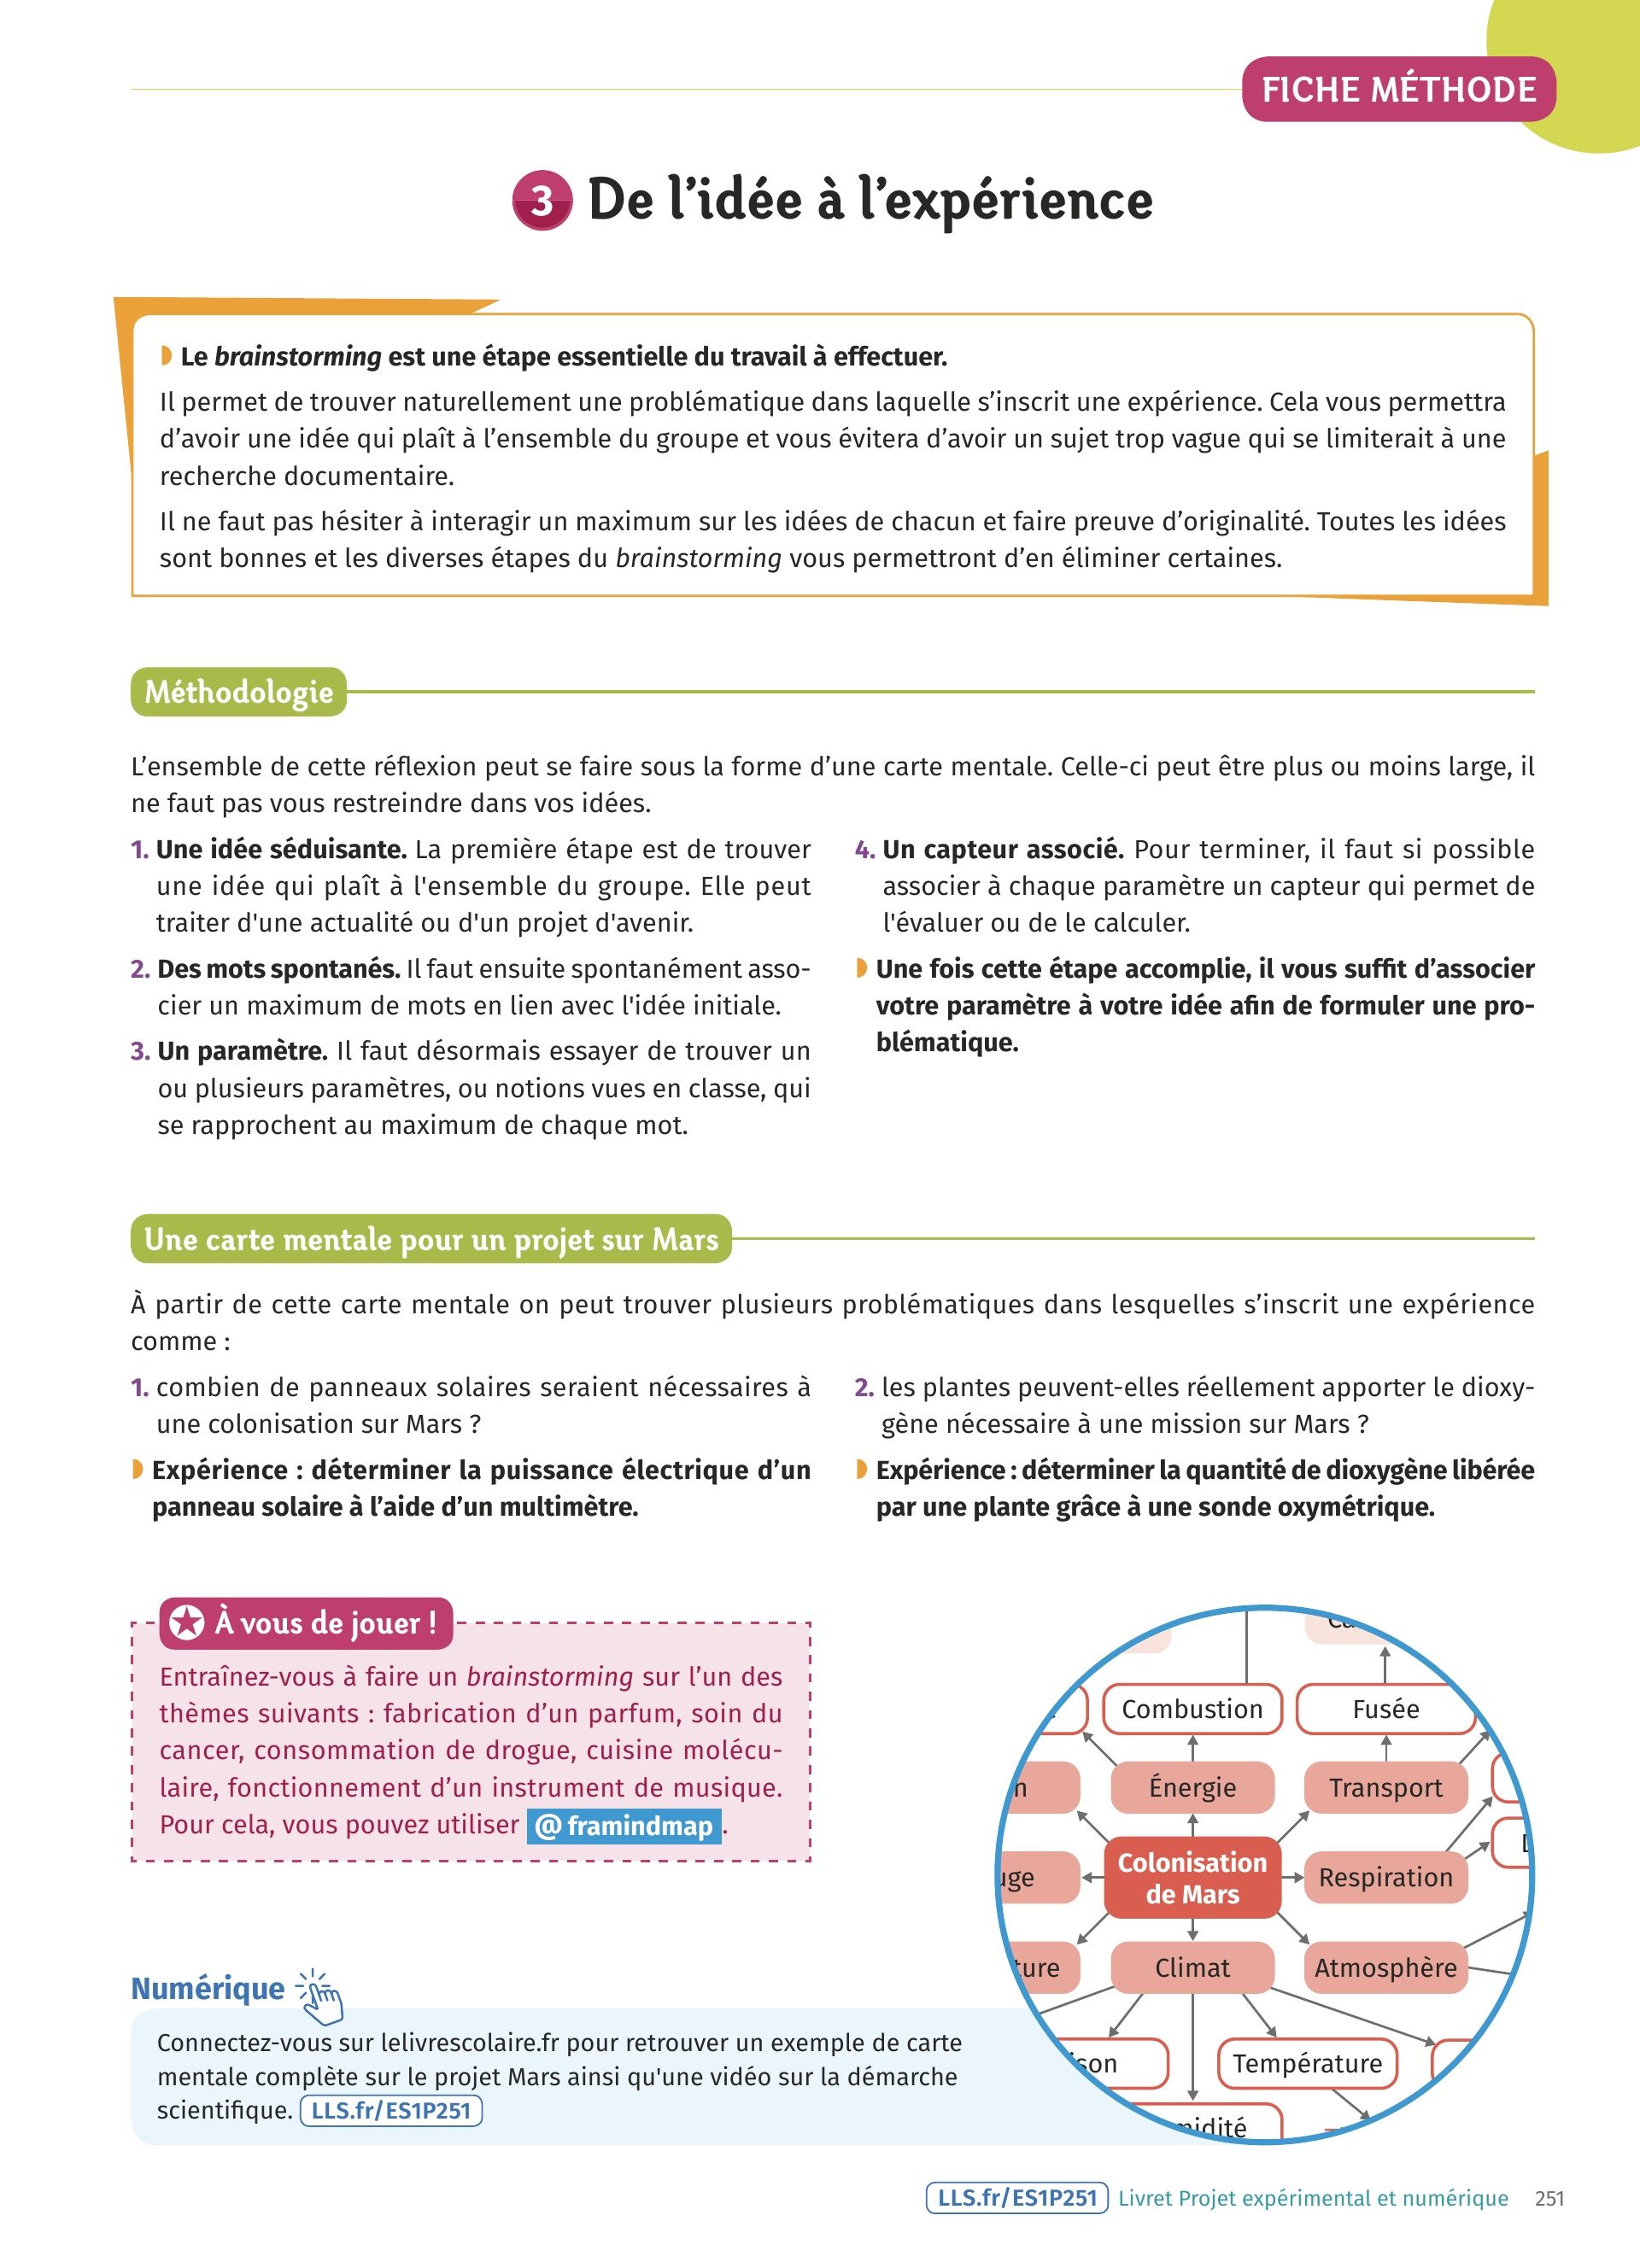 FICHE MÉTHODE
3 De l’idée à l’expérience
Le brainstorming est une étape essentielle du travail à effectuer.
Il permet de trouver naturellement une problématique dans laquelle s’inscrit une expérience. Cela vous permettra
d’avoir une idée qui plaît à l’ensemble du groupe et vous évitera d’avoir un sujet trop vague qui se limiterait à une
recherche documentaire.
Il ne faut pas hésiter à interagir un maximum sur les idées de chacun et faire preuve d’originalité. Toutes les idées
sont bonnes et les diverses étapes du brainstorming vous permettront d’en éliminer certaines.
Méthodologie
L’ensemble de cette réflexion peut se faire sous la forme d’une carte mentale. Celle-ci peut être plus ou moins large, il
ne faut pas vous restreindre dans vos idées.
1. Une idée séduisante. La première étape est de trouver
une idée qui plaît à l'ensemble du groupe. Elle peut
traiter d'une actualité ou d'un projet d'avenir.
2. Des mots spontanés. Il faut ensuite spontanément asso-
cier un maximum de mots en lien avec l'idée initiale.
3. Un paramètre. Il faut désormais essayer de trouver un
ou plusieurs paramètres, ou notions vues en classe, qui
se rapprochent au maximum de chaque mot.
4. Un capteur associé. Pour terminer, il faut si possible
associer à chaque paramètre un capteur qui permet de
l'évaluer ou de le calculer.
Une fois cette étape accomplie, il vous suffit d’associer
votre paramètre à votre idée afin de formuler une pro-
blématique.
Une carte mentale pour un projet sur Mars
À partir de cette carte mentale on peut trouver plusieurs problématiques dans lesquelles s’inscrit une expérience
comme :
1. combien de panneaux solaires seraient nécessaires à
une colonisation sur Mars ?
Expérience : déterminer la puissance électrique d’un
panneau solaire à l’aide d’un multimètre.
2. les plantes peuvent-elles réellement apporter le dioxy-
gène nécessaire à une mission sur Mars ?
Expérience : déterminer la quantité de dioxygène libérée
par une plante grâce à une sonde oxymétrique.
À vous de jouer !
Entraînez-vous à faire un brainstorming sur l’un des
thèmes suivants : fabrication d’un parfum, soin du
cancer, consommation de drogue, cuisine molécu-
laire, fonctionnement d’un instrument de musique.
Pour cela, vous pouvez utiliser @ framindmap .
Combustion Fusée
Énergie Transport
Colonisation
de Mars
uge Respiration
ture Climat Atmosphère
ison Température
midité
Numérique
Connectez-vous sur lelivrescolaire.fr pour retrouver un exemple de carte
mentale complète sur le projet Mars ainsi qu'une vidéo sur la démarche
scientifique. LLS.fr/ES1P251
LLS.fr/ES1P251 Livret Projet expérimental et numérique 251